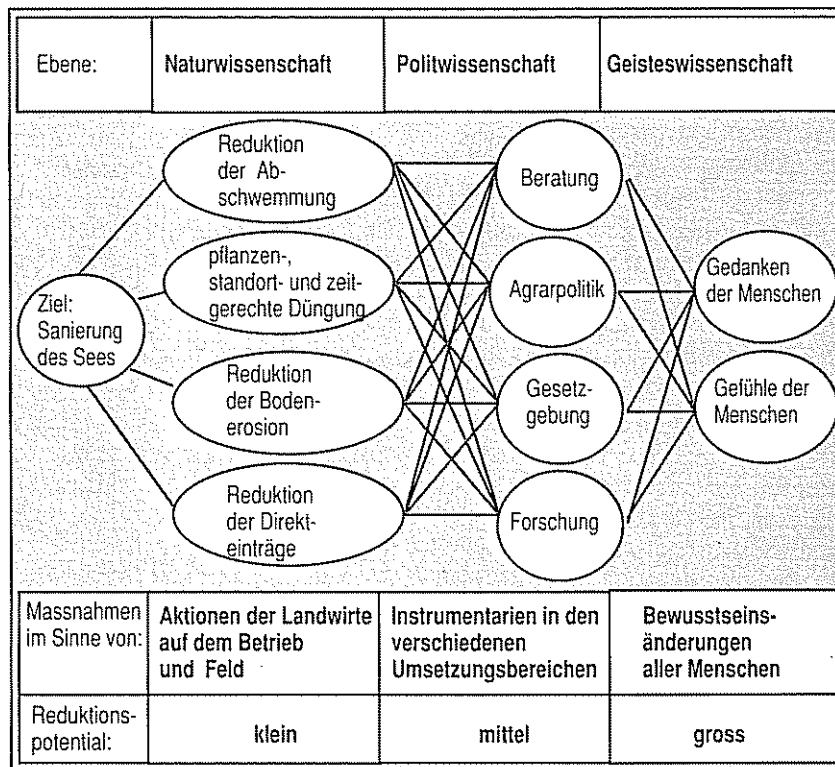 Ebene:
Naturwissenschaft
Politwissenschaft
Geisteswissenschaft
Ziel:
Sanierung
des Sees
Reduktion
der Ab-
schwemmung
pflanzen-,
standort- und zeit-
gerechte Düngung
Reduktion
der Boden-
erosion
Reduktion
der Direkt-
einträge
Beratung
Agrarpolitik
Gesetz-
gebung
Forschung
Gedanken
der Menschen
Gefühle der
Menschen
Massnahmen
im Sinne von:
Aktionen der Landwirte
auf dem Betrieb
und Feld
Instrumentarien in den
verschiedenen
Umsetzungsbereichen
Bewusstseins-
änderungen
aller Menschen
Reduktions-
potential:
klein
mittel
gross